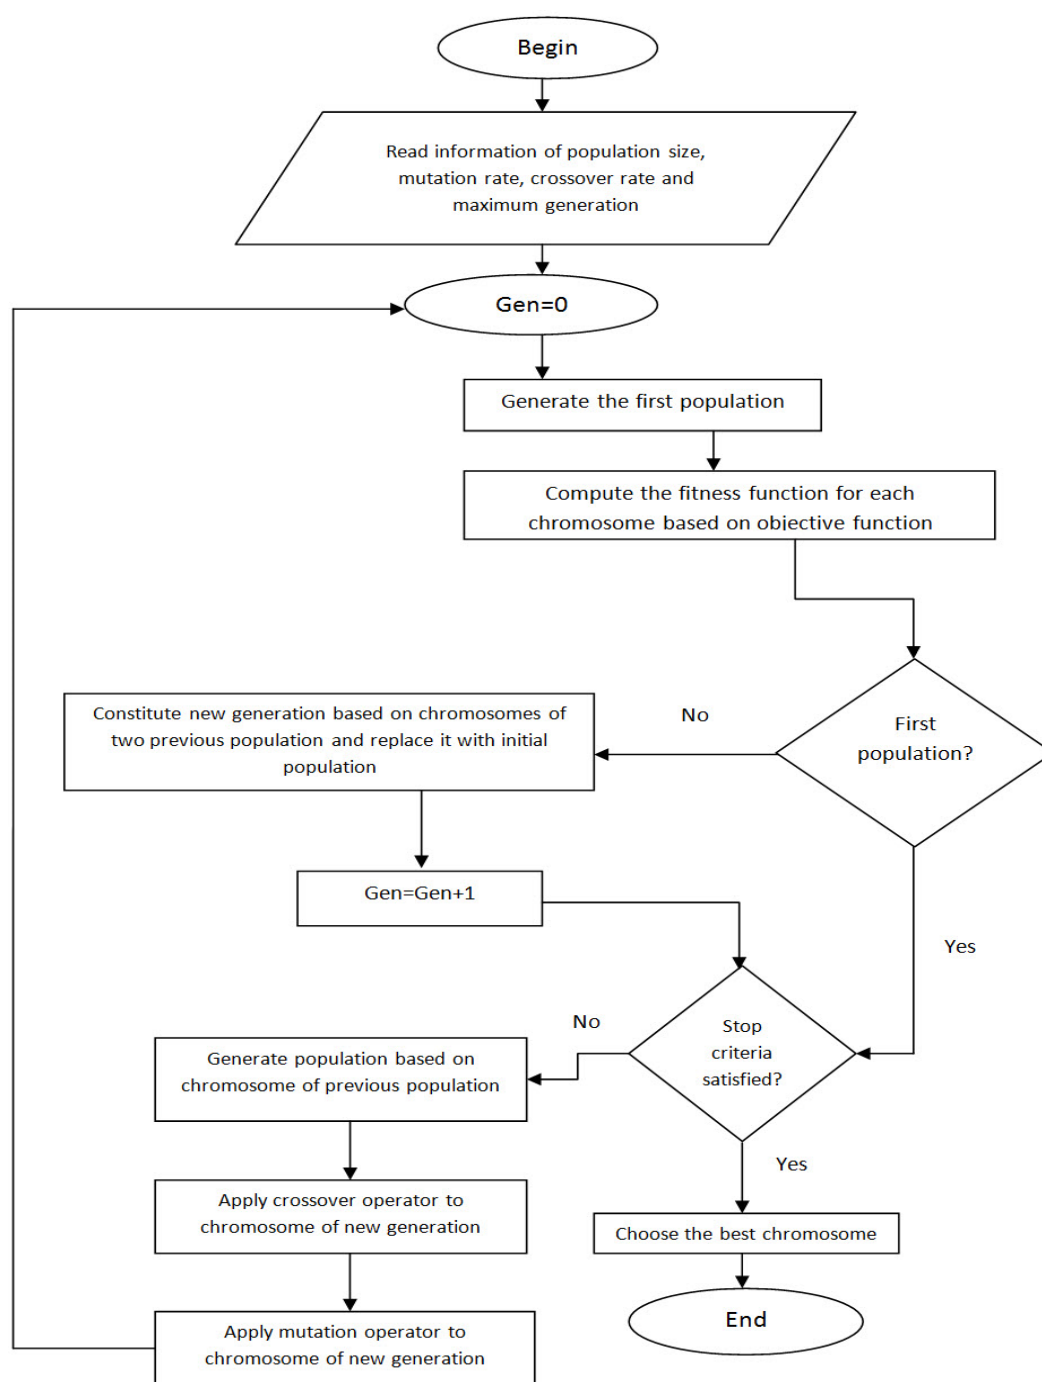 Begin
Read information of population size,
mutation rate, crossover rate and
maximum generation
Gen=0
Generate the first population
Compute the fitness function for each
chromosome based on objective function
First
population?
No
Constitute new generation based on chromosomes of
two previous population and replace it with initial
population
Gen=Gen+1
Yes
Stop
criteria
satisfied?
No
Generate population based on
chromosome of previous population
Yes
Apply crossover operator to
chromosome of new generation
Choose the best chromosome
Apply mutation operator to
chromosome of new generation
End